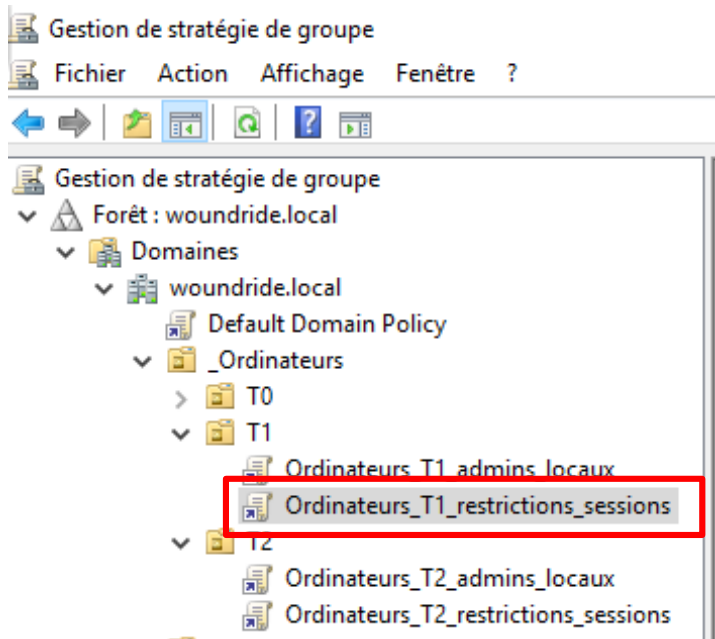 Gestion de stratégie de groupe
Fichier Action Affichage Fenêtre ?
Gestion de stratégie de groupe
Forêt : woundride.local
Domaines
woundride.local
Default Domain Policy
_Ordinateurs
T0
T1
Ordinateurs_T1_admins_locaux
Ordinateurs_T1_restrictions_sessions
T2
Ordinateurs_T2_admins_locaux
Ordinateurs_T2_restrictions_sessions